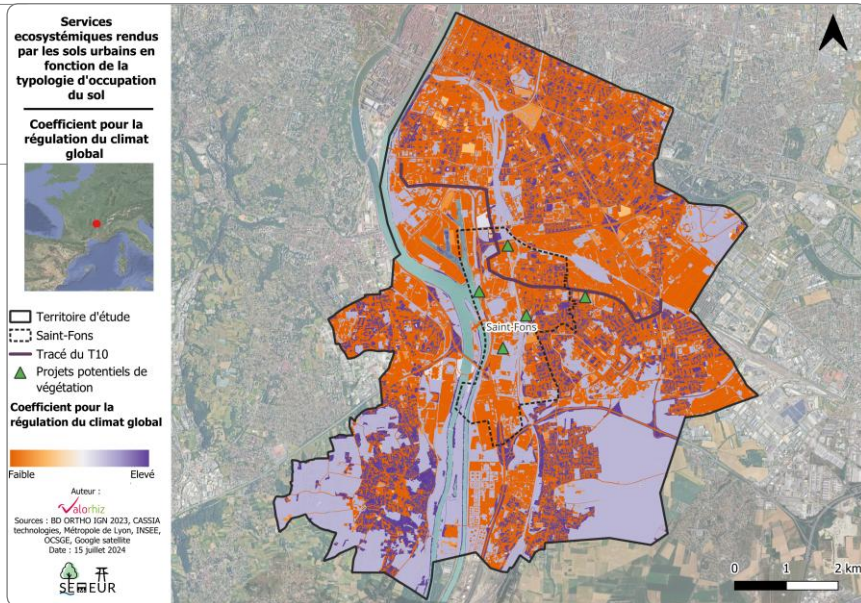 Services
ecosystémiques rendus
par les sols urbains en
fonction de la
typologie d'occupation
du sol
Coefficient pour la
régulation du climat
global
Territoire d'étude
Saint-Fons
Tracé du T10
Projets potentiels de
végétation
Coefficient pour la
régulation du climat global
Faible
Elevé
Auteur :
Valorhiz
Sources : BD ORTHO IGN 2023, CASSIA
technologies, Métropole de Lyon, INSEE,
OCSGE, Google satellite
Date : 15 juillet 2024
SEMEUR
Saint-Fons
0 1 2 km